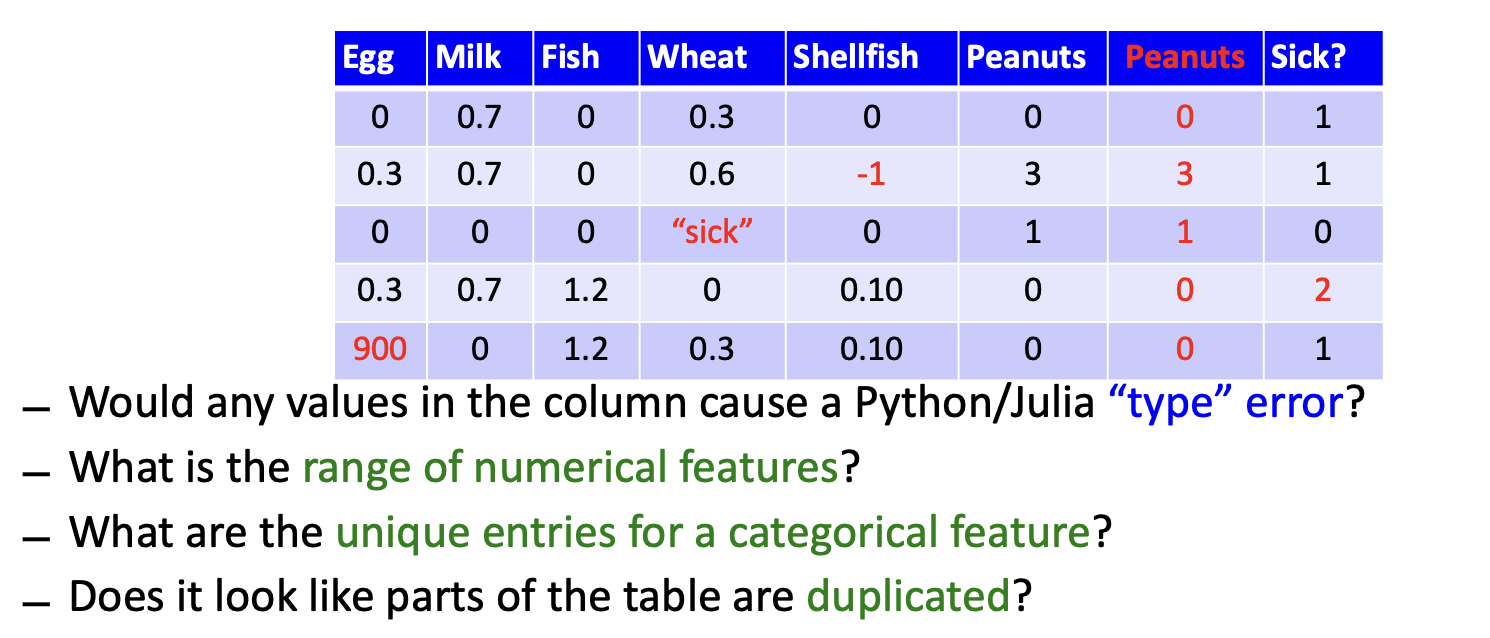 Egg Milk Fish Wheat Shellfish Peanuts Peanuts Sick?
0 0.7 0 0.3 0 0 0 1
0.3 0.7 0 0.6 -1 3 3 1
0 0 0 “sick” 0 1 1 0
0.3 0.7 1.2 0 0.10 0 0 2
900 0 1.2 0.3 0.10 0 0 1
– Would any values in the column cause a Python/Julia “type” error?
– What is the range of numerical features?
– What are the unique entries for a categorical feature?
– Does it look like parts of the table are duplicated?